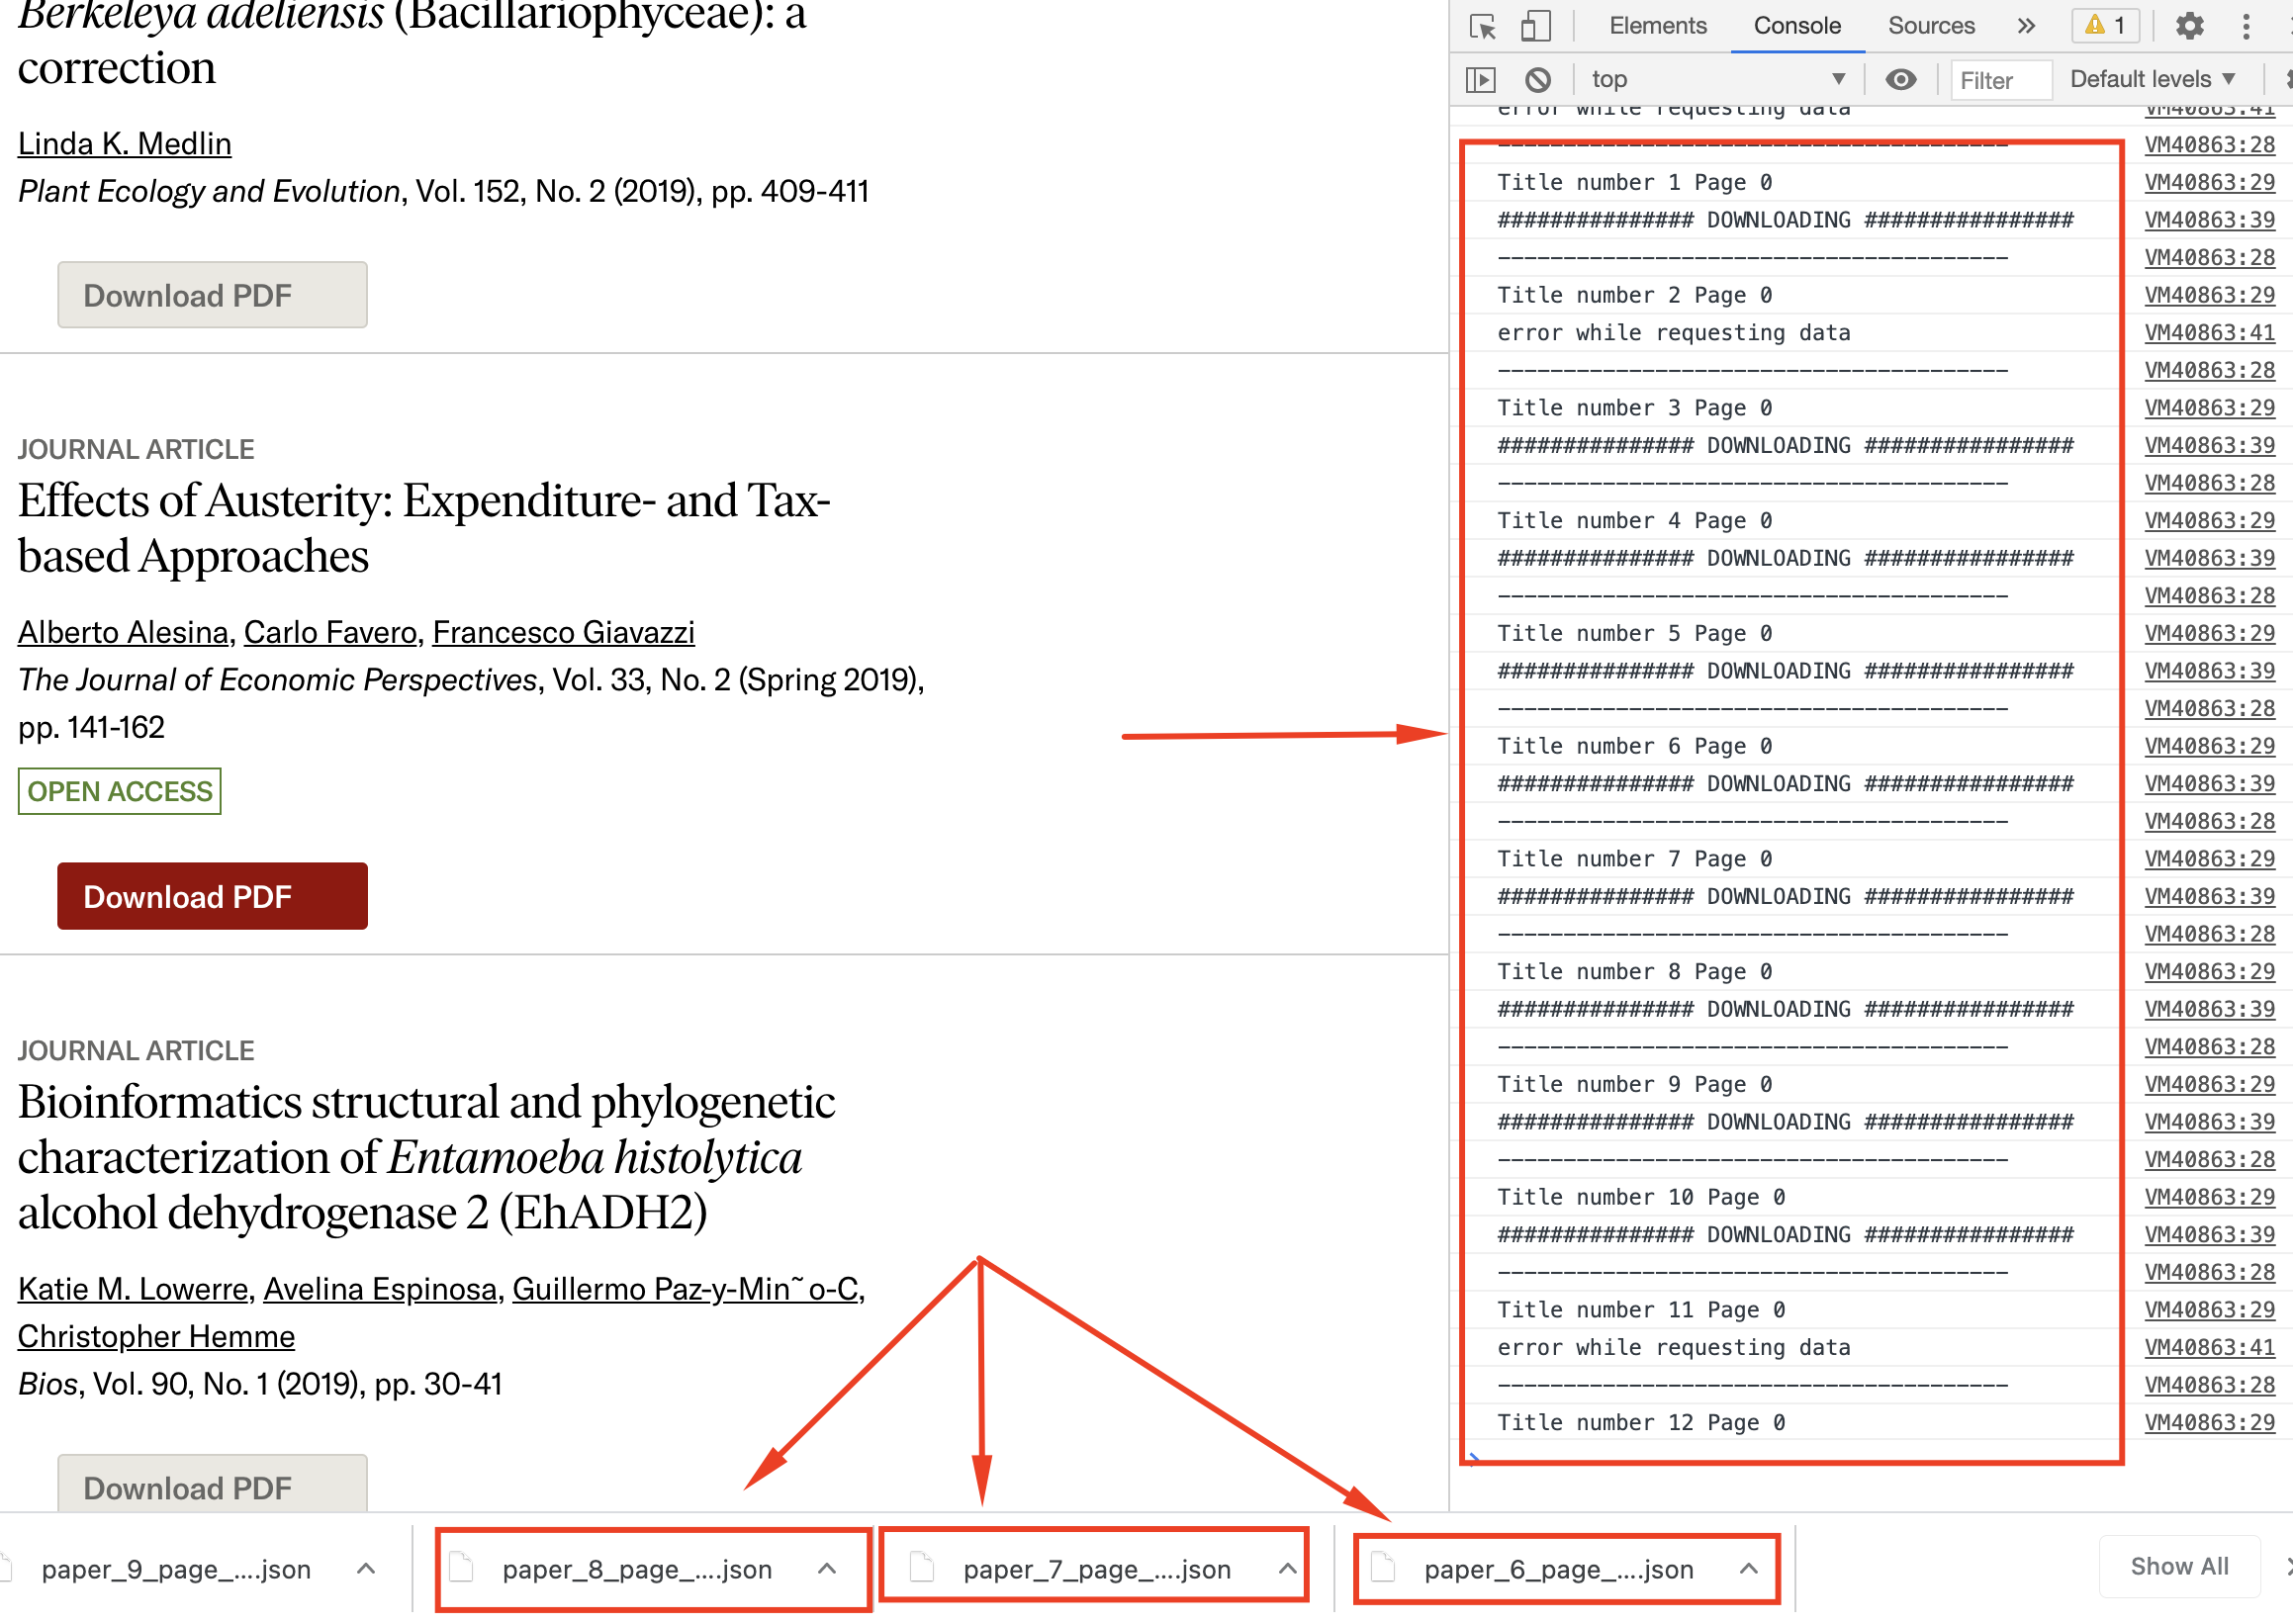 Berkeleya adeliensis (Bacillariophyceae): a
correction
Linda K. Medlin
Plant Ecology and Evolution, Vol. 152, No. 2 (2019), pp. 409-411
Download PDF
JOURNAL ARTICLE
Effects of Austerity: Expenditure- and Tax-
based Approaches
Alberto Alesina, Carlo Favero, Francesco Giavazzi
The Journal of Economic Perspectives, Vol. 33, No. 2 (Spring 2019),
pp. 141-162
OPEN ACCESS
Download PDF
JOURNAL ARTICLE
Bioinformatics structural and phylogenetic
characterization of Entamoeba histolytica
alcohol dehydrogenase 2 (EhADH2)
Katie M. Lowerre, Avelina Espinosa, Guillermo Paz-y-Min˜o-C,
Christopher Hemme
Bios, Vol. 90, No. 1 (2019), pp. 30-41
Download PDF
Elements Console Sources » 1
top Filter Default levels
error while requesting data VM40863:41
--------------------------------------- VM40863:28
Title number 1 Page 0 VM40863:29
############### DOWNLOADING ################ VM40863:39
--------------------------------------- VM40863:28
Title number 2 Page 0 VM40863:29
error while requesting data VM40863:41
--------------------------------------- VM40863:28
Title number 3 Page 0 VM40863:29
############### DOWNLOADING ################ VM40863:39
--------------------------------------- VM40863:28
Title number 4 Page 0 VM40863:29
############### DOWNLOADING ################ VM40863:39
--------------------------------------- VM40863:28
Title number 5 Page 0 VM40863:29
############### DOWNLOADING ################ VM40863:39
--------------------------------------- VM40863:28
Title number 6 Page 0 VM40863:29
############### DOWNLOADING ################ VM40863:39
--------------------------------------- VM40863:28
Title number 7 Page 0 VM40863:29
############### DOWNLOADING ################ VM40863:39
--------------------------------------- VM40863:28
Title number 8 Page 0 VM40863:29
############### DOWNLOADING ################ VM40863:39
--------------------------------------- VM40863:28
Title number 9 Page 0 VM40863:29
############### DOWNLOADING ################ VM40863:39
--------------------------------------- VM40863:28
Title number 10 Page 0 VM40863:29
############### DOWNLOADING ################ VM40863:39
--------------------------------------- VM40863:28
Title number 11 Page 0 VM40863:29
error while requesting data VM40863:41
--------------------------------------- VM40863:28
Title number 12 Page 0 VM40863:29
paper_9_page_....json paper_8_page_....json paper_7_page_....json paper_6_page_....json Show All